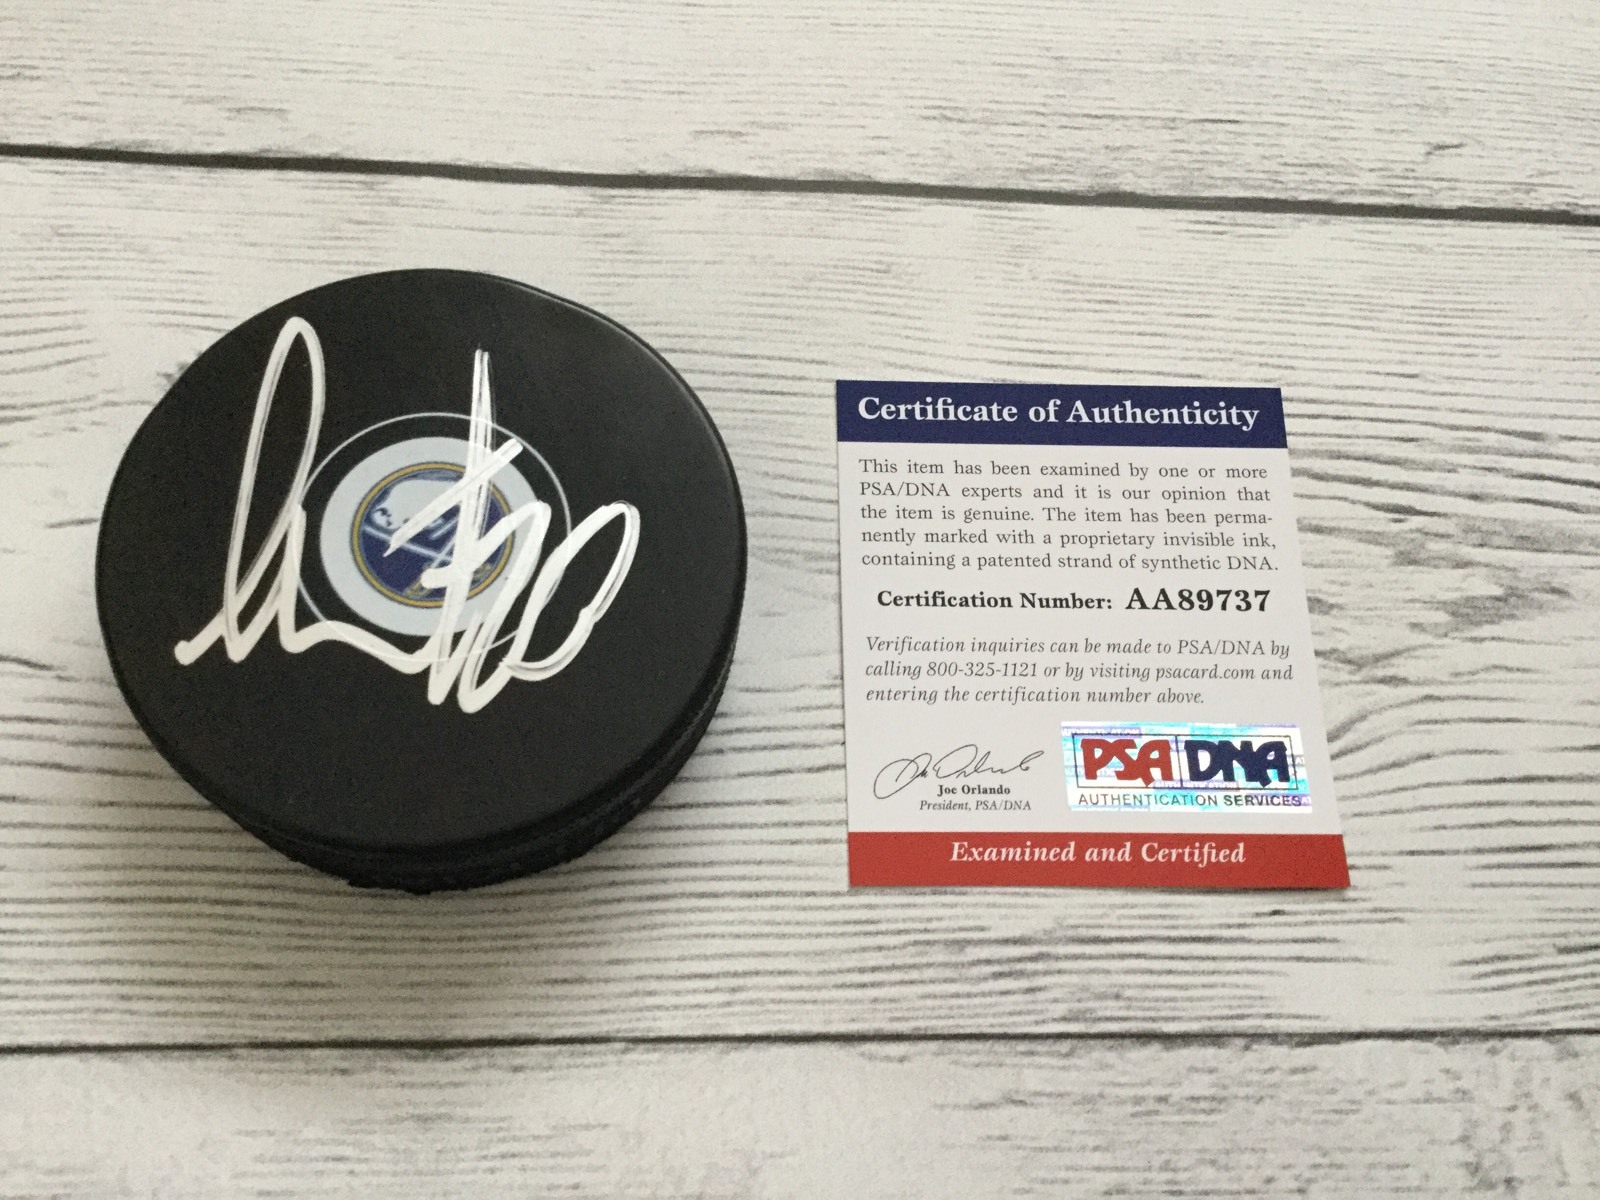 Certificate of Authenticity
This item has been examined by one or more
PSA/DNA experts and it is our opinion that
the item is genuine. The item has been perma-
nently marked with a proprietary invisible ink,
containing a patented strand of synthetic DNA.
Certification Number: AA89737
Verification inquiries can be made to PSA/DNA by
calling 800-325-1121 or by visiting psacard.com and
entering the certification number above.
Joe Orlando
President, PSA/DNA
PSA DNA
AUTHENTICATION SERVICES
Examined and Certified